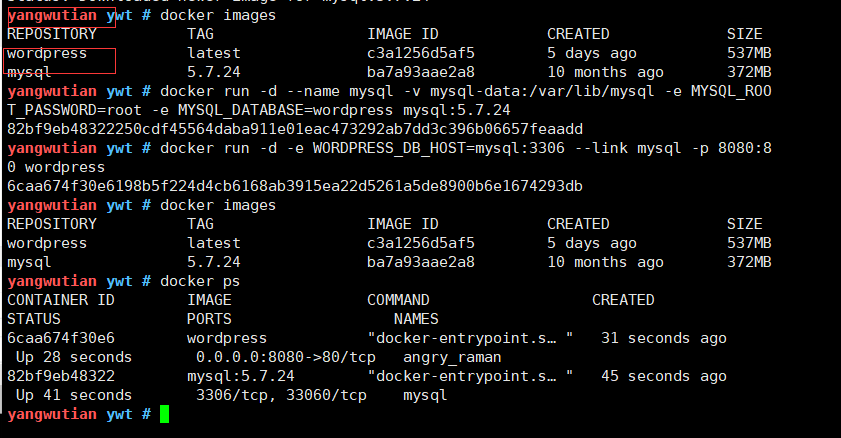 yangwutian ywt # docker images
REPOSITORY TAG IMAGE ID CREATED SIZE
wordpress latest c3a1256d5af5 5 days ago 537MB
mysql 5.7.24 ba7a93aae2a8 10 months ago 372MB
yangwutian ywt # docker run -d --name mysql -v mysql-data:/var/lib/mysql -e MYSQL_ROO
T_PASSWORD=root -e MYSQL_DATABASE=wordpress mysql:5.7.24
82bf9eb48322250cdf45564daba911e01eac473292ab7dd3c396b06657feaadd
yangwutian ywt # docker run -d -e WORDPRESS_DB_HOST=mysql:3306 --link mysql -p 8080:8
0 wordpress
6caa674f30e6198b5f224d4cb6168ab3915ea22d5261a5de8900b6e1674293db
yangwutian ywt # docker images
REPOSITORY TAG IMAGE ID CREATED SIZE
wordpress latest c3a1256d5af5 5 days ago 537MB
mysql 5.7.24 ba7a93aae2a8 10 months ago 372MB
yangwutian ywt # docker ps
CONTAINER ID IMAGE COMMAND CREATED
STATUS PORTS NAMES
6caa674f30e6 wordpress "docker-entrypoint.s… " 31 seconds ago
Up 28 seconds 0.0.0.0:8080->80/tcp angry_raman
82bf9eb48322 mysql:5.7.24 "docker-entrypoint.s… " 45 seconds ago
Up 41 seconds 3306/tcp, 33060/tcp mysql
yangwutian ywt #